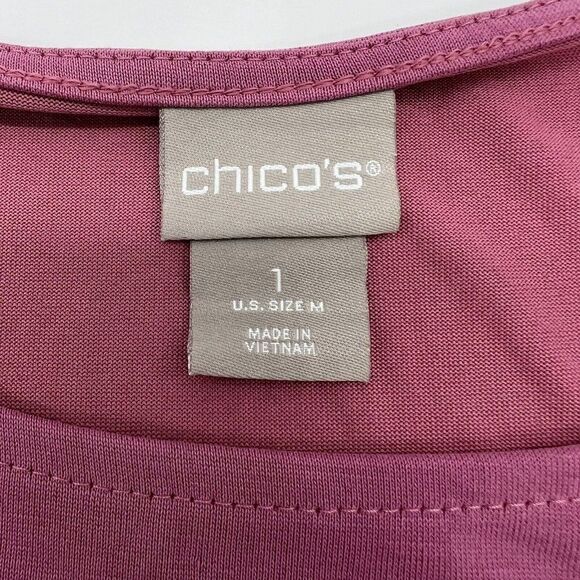 chico's®
1
U.S. SIZE M
MADE IN
VIETNAM